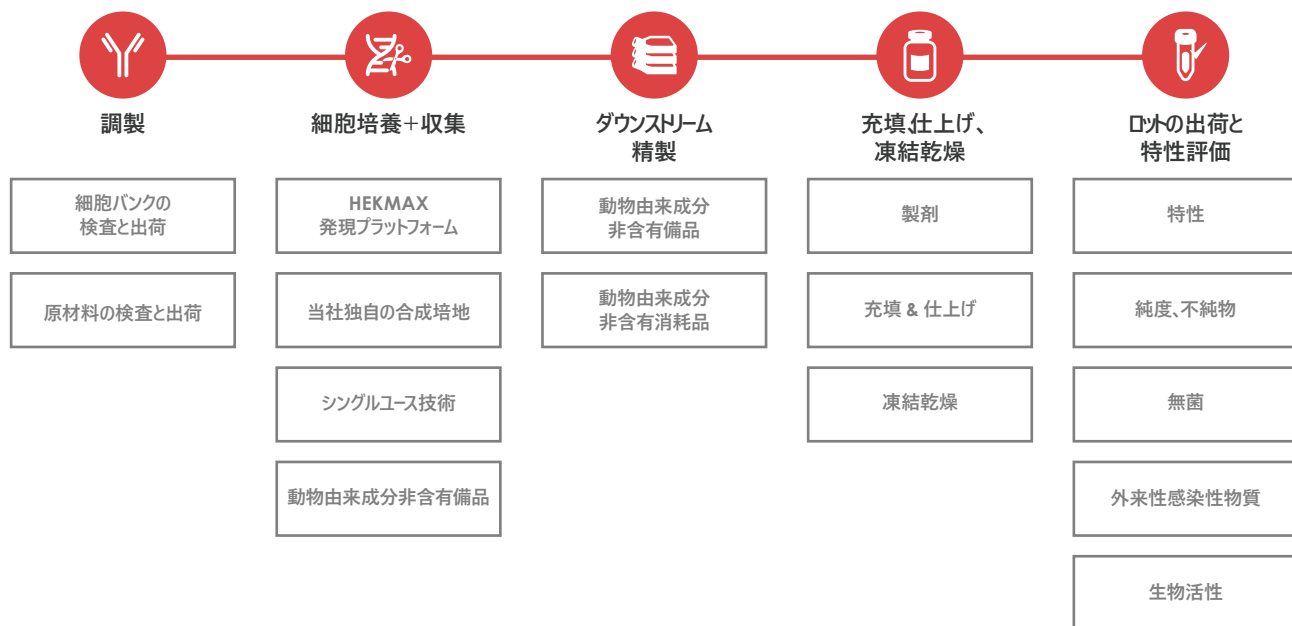 調製
細胞バンクの
検査と出荷
原材料の検査と出荷
細胞培養＋収集
HEKMAX
発現プラットフォーム
当社独自の合成培地
シングルユース技術
動物由来成分非含有備品
ダウンストリーム
精製
動物由来成分
非含有備品
動物由来成分
非含有消耗品
充填、仕上げ、
凍結乾燥
製剤
充填 & 仕上げ
凍結乾燥
ロットの出荷と
特性評価
特性
純度、不純物
無菌
外来性感染性物質
生物活性